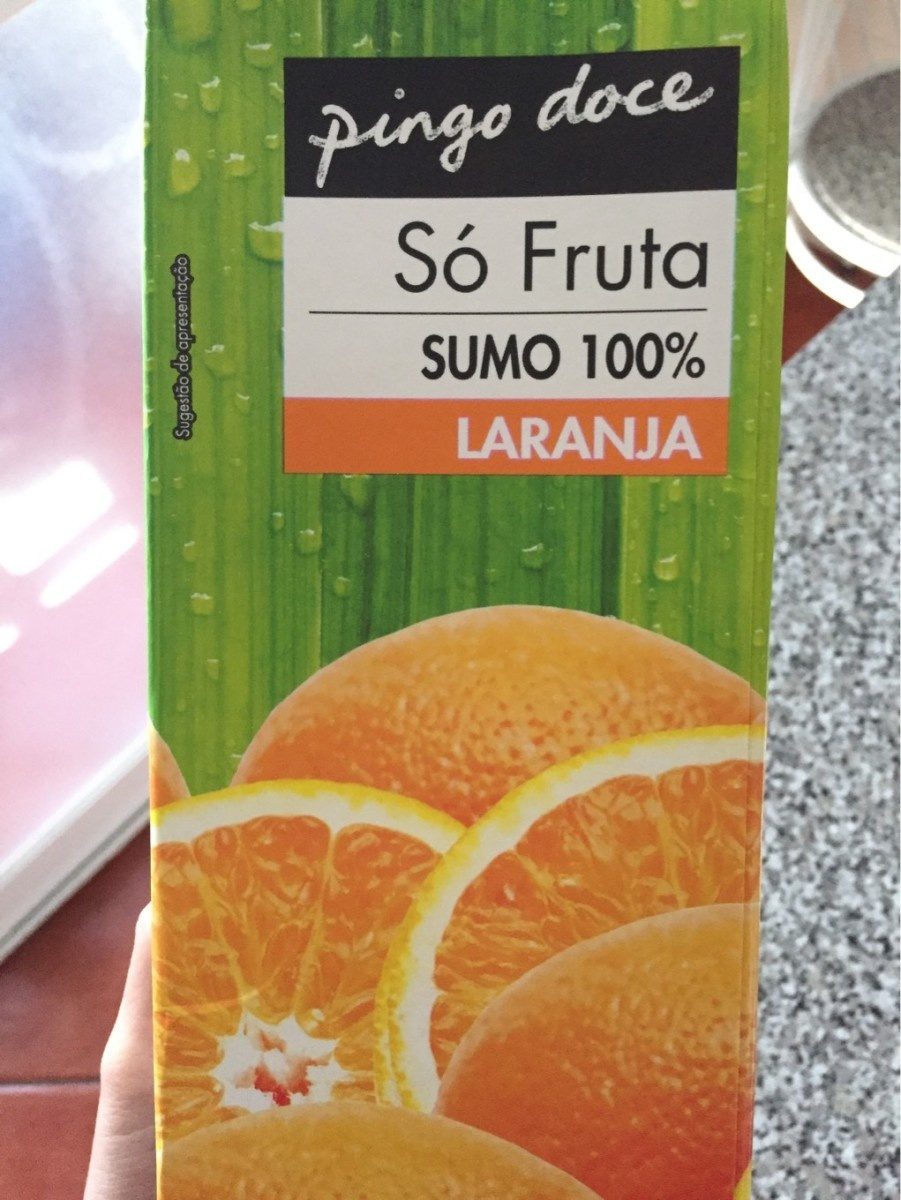 pingo doce
Só Fruta
SUMO 100%
LARANJA
Sugestão de apresentação